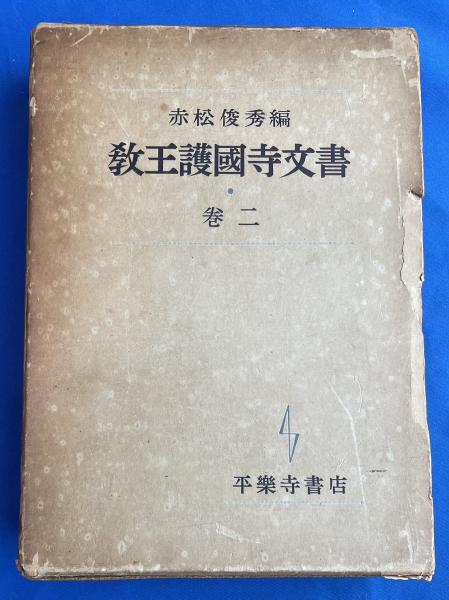 赤松俊秀編
敎王護國寺文書
卷二
平樂寺書店